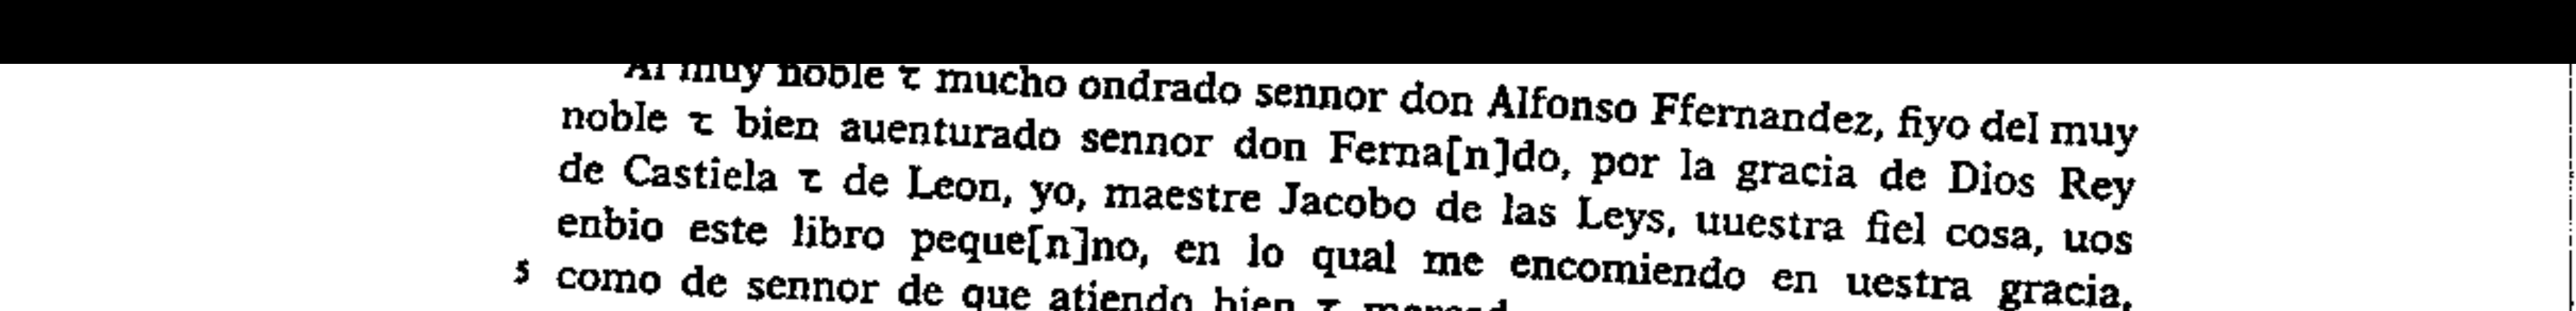 Al muy noble τ mucho ondrado sennor don Alfonso Ffernandez, fiyo del muy
noble τ bien auenturado sennor don Ferna[n]do, por la gracia de Dios Rey
de Castiela τ de Leon, yo, maestre Jacobo de las Leys, uuestra fiel cosa, uos
enbio este libro peque[n]no, en lo qual me encomiendo en uestra gracia,
5 como de sennor de que atiendo bien τ merced